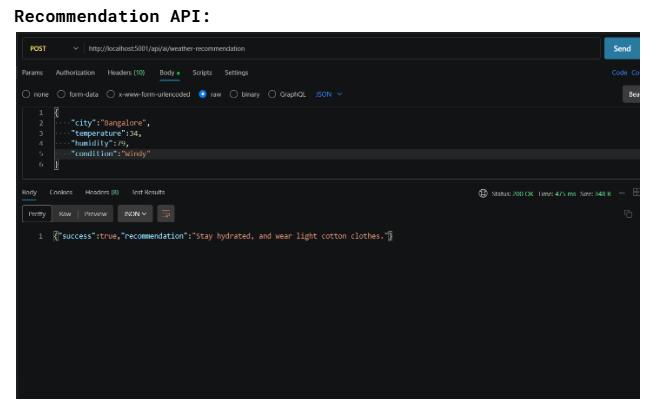 Recommendation API:
POST http://localhost:5001/api/ai/weather-recommendation Send
Params Authorization Headers (10) Body Scripts Settings Code Co
none form-data x-www-form-urlencoded raw binary GraphQL JSON Bea
1 {
2 "city":"Bangalore",
3 "temperature":34,
4 "humidity":79,
5 "condition":"Windy"
6 }
Body Cookies Headers (8) Test Results Status: 200 OK Time: 475 ms Size: 348 B
Pretty Raw Preview JSON
1 {"success":true,"recommendation":"Stay hydrated, and wear light cotton clothes."}